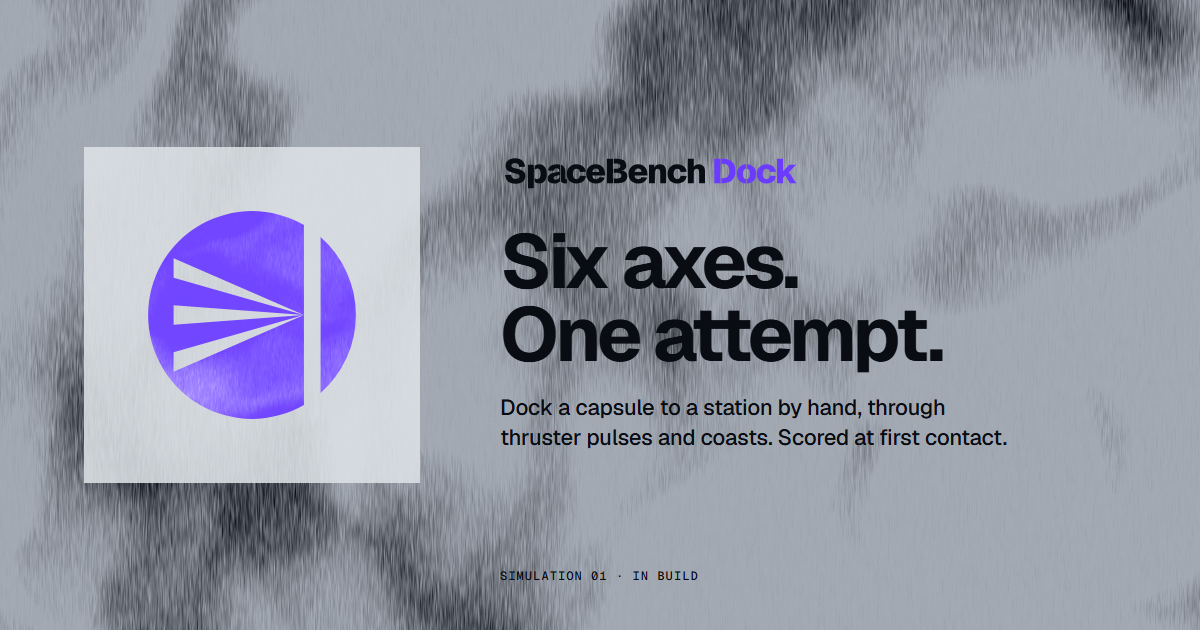 SpaceBench Dock
Six axes.
One attempt.
Dock a capsule to a station by hand, through
thruster pulses and coasts. Scored at first contact.
SIMULATION 01 · IN BUILD